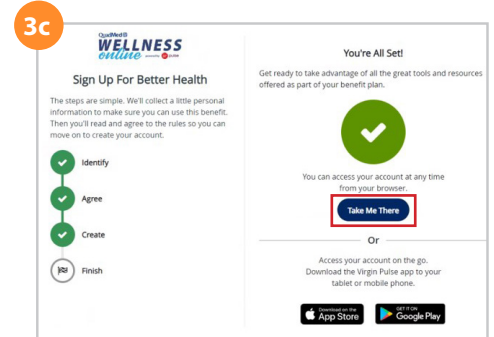 3c
QuadMed®
WELLNESS
online
Sign Up For Better Health
The steps are simple. We'll collect a little personal
information to make sure you can use this benefit.
Then you'll read and agree to the rules so you can
move on to create your account.
Identify
Agree
Create
Finish
You're All Set!
Get ready to take advantage of all the great tools and resources
offered as part of your benefit plan.
You can access your account at any time
from your browser.
Take Me There
Or
Access your account on the go.
Download the Virgin Pulse app to your
tablet or mobile phone.
Download on the
App Store
GET IT ON
Google Play